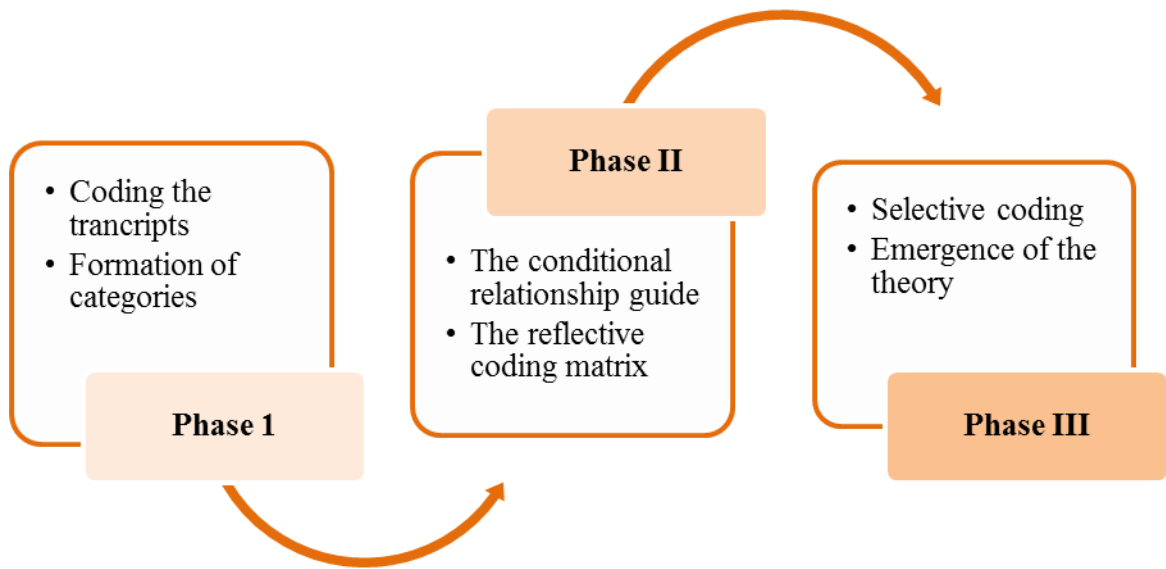 • Coding the
trancripts
• Formation of
categories
Phase 1
Phase II
• The conditional
relationship guide
• The reflective
coding matrix
• Selective coding
• Emergence of the
theory
Phase III